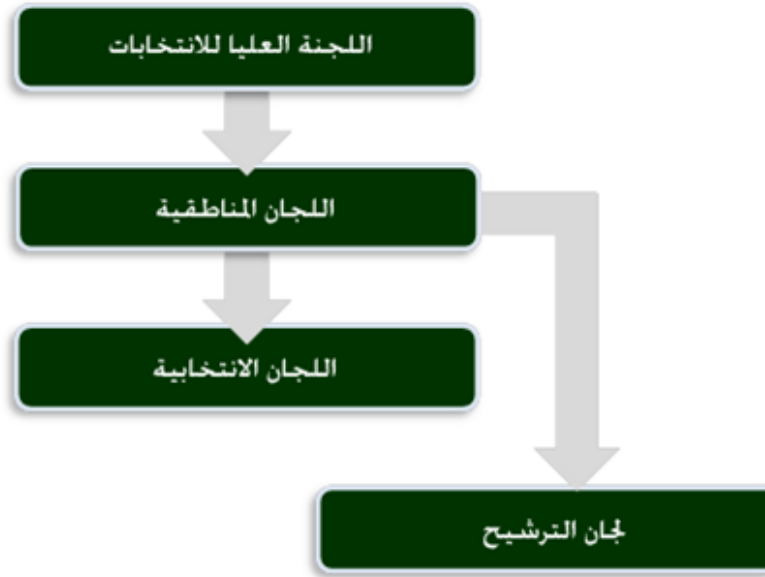 اللجنة العليا للانتخابات
اللجان المناطقية
اللجان الانتخابية
لجان الترشيح